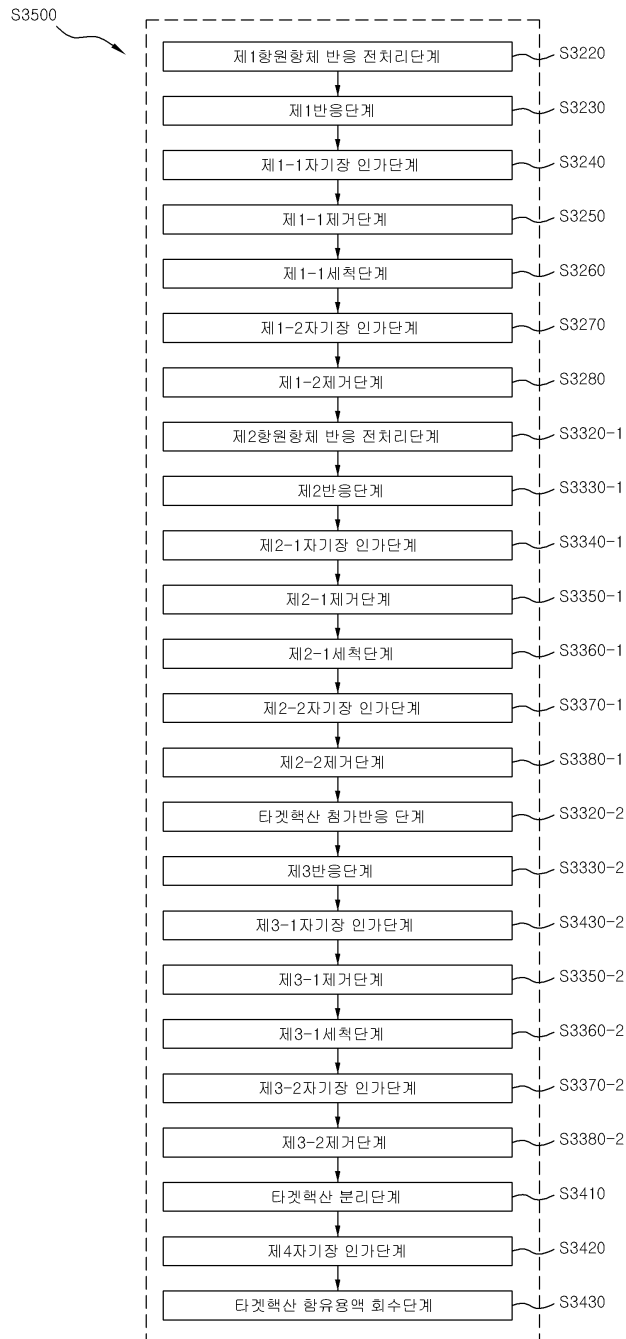 S3500
제1항원항체 반응 전처리단계 S3220
제1반응단계 S3230
제1-1자기장 인가단계 S3240
제1-1제거단계 S3250
제1-1세척단계 S3260
제1-2자기장 인가단계 S3270
제1-2제거단계 S3280
제2항원항체 반응 전처리단계 S3320-1
제2반응단계 S3330-1
제2-1자기장 인가단계 S3340-1
제2-1제거단계 S3350-1
제2-1세척단계 S3360-1
제2-2자기장 인가단계 S3370-1
제2-2제거단계 S3380-1
타겟핵산 첨가반응 단계 S3320-2
제3반응단계 S3330-2
제3-1자기장 인가단계 S3430-2
제3-1제거단계 S3350-2
제3-1세척단계 S3360-2
제3-2자기장 인가단계 S3370-2
제3-2제거단계 S3380-2
타겟핵산 분리단계 S3410
제4자기장 인가단계 S3420
타겟핵산 함유용액 회수단계 S3430